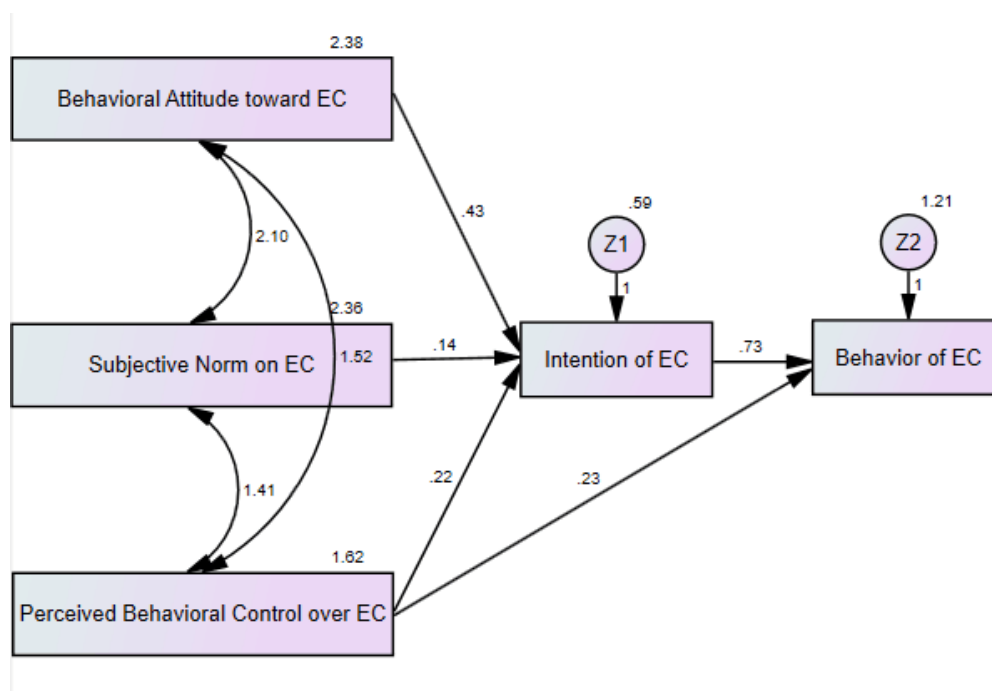 2.38
Behavioral Attitude toward EC
.43
2.10
.59
Z1
1
1.21
Z2
1
2.36
Subjective Norm on EC
1.52
.14
Intention of EC
.73
Behavior of EC
1.41
.22
.23
1.62
Perceived Behavioral Control over EC